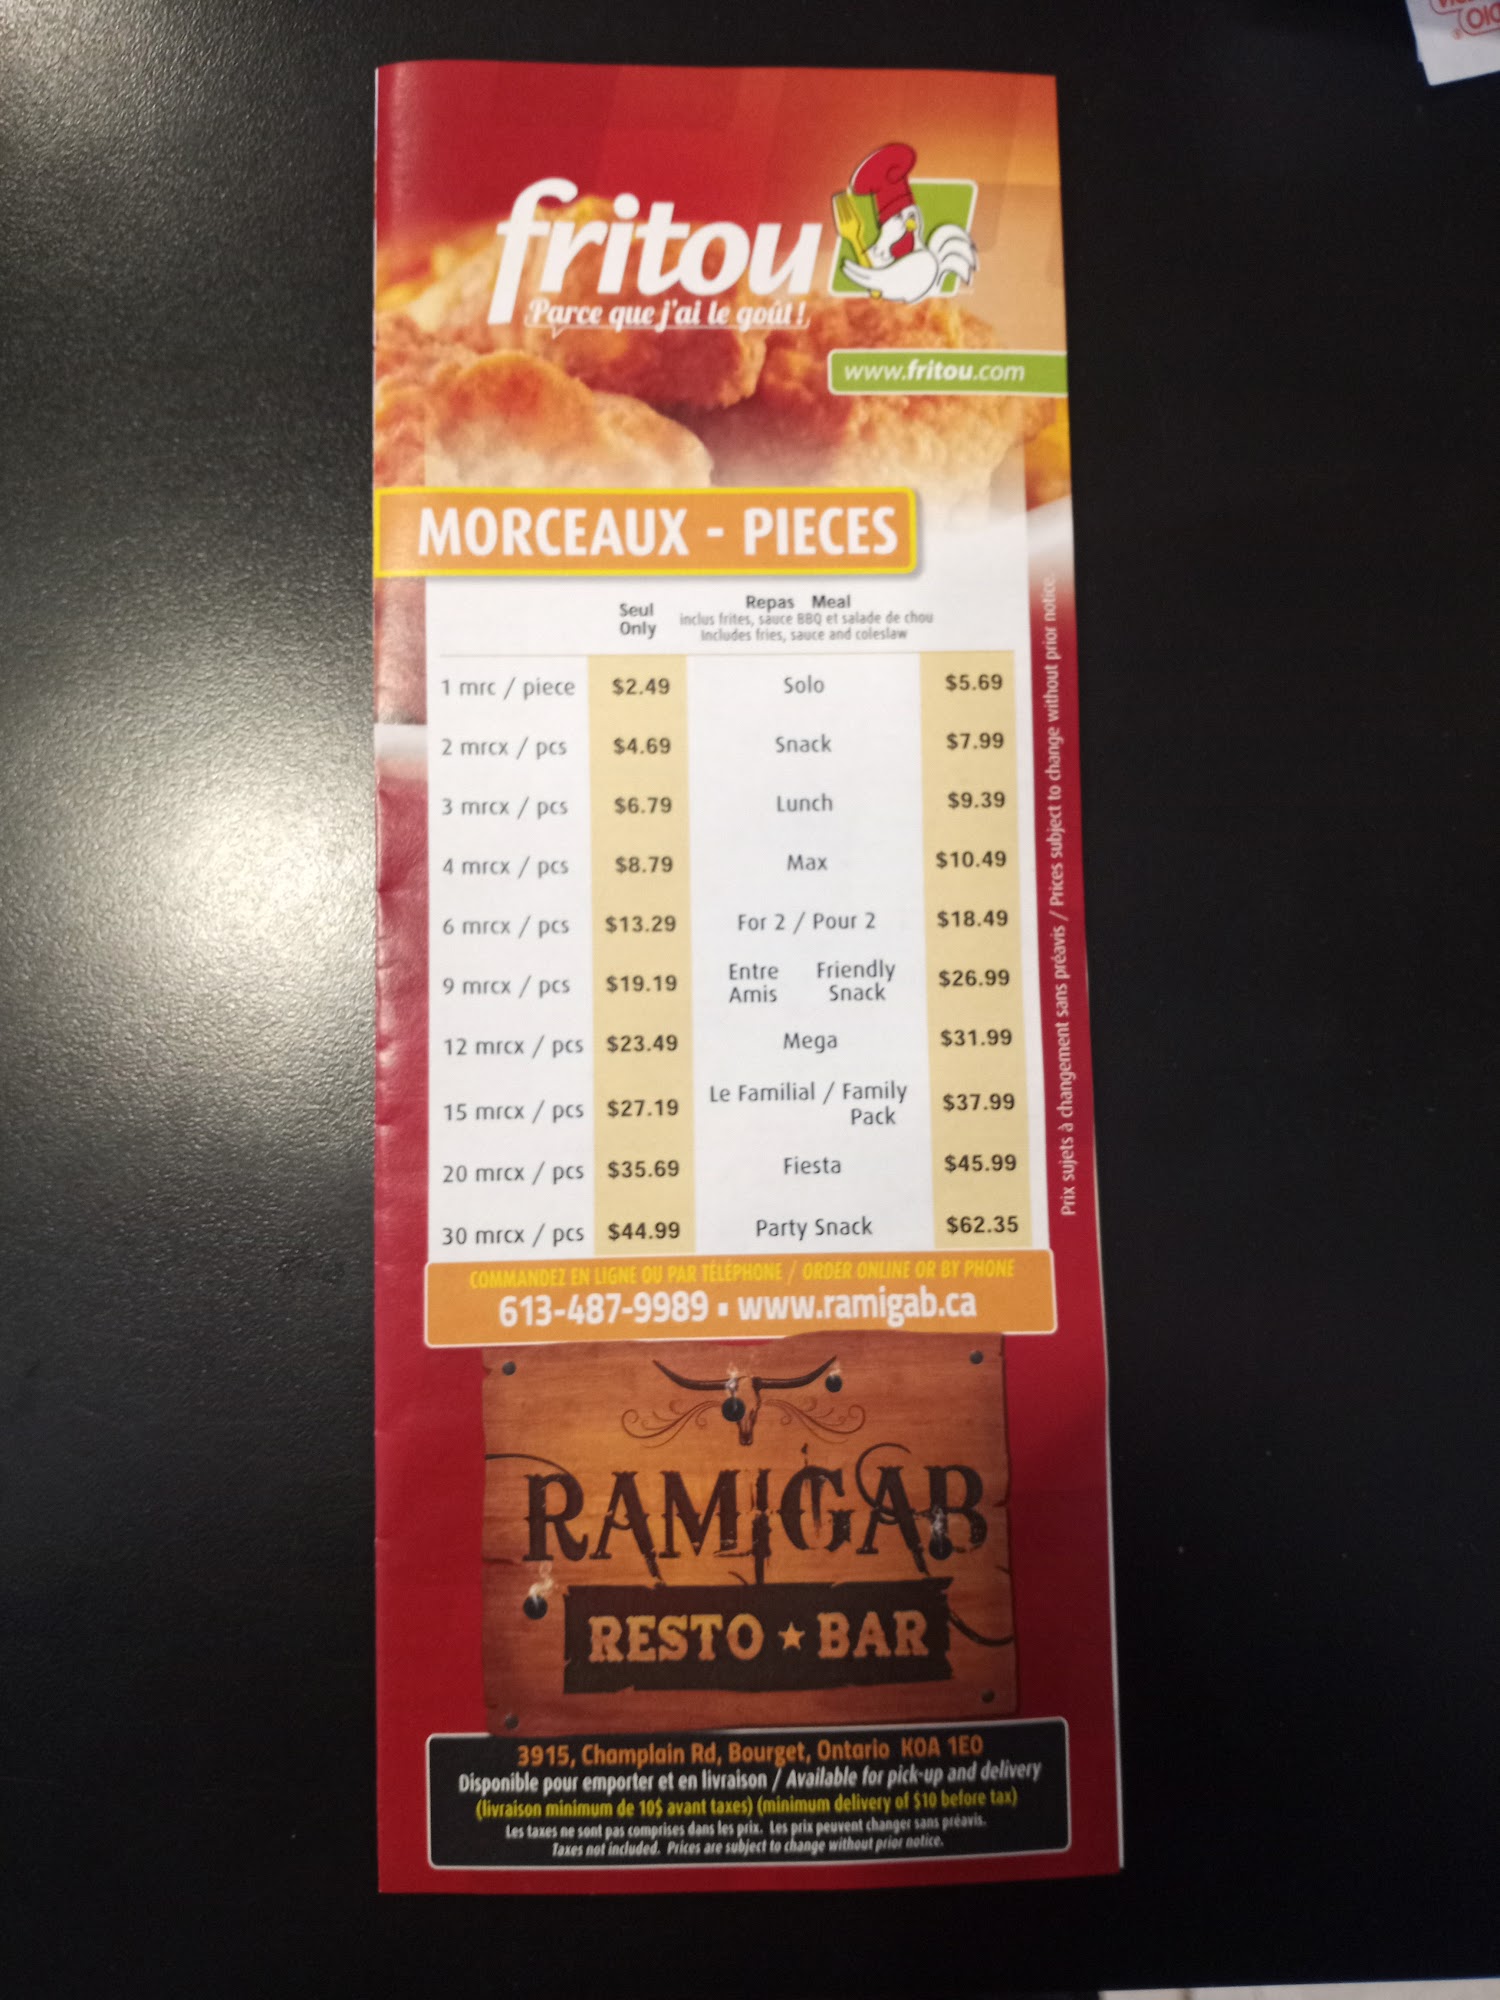 fritou
Parce que j'ai le goût!
www.fritou.com
MORCEAUX - PIECES
Seul
Only
Repas Meal
inclus frites, sauce BBQ et salade de chou
Includes fries, sauce and coleslaw
1 mrc / piece $2.49 Solo $5.69
2 mrcx / pcs $4.69 Snack $7.99
3 mrcx / pcs $6.79 Lunch $9.39
4 mrcx / pcs $8.79 Max $10.49
6 mrcx / pcs $13.29 For 2 / Pour 2 $18.49
9 mrcx / pcs $19.19 Entre Amis Friendly Snack $26.99
12 mrcx / pcs $23.49 Mega $31.99
15 mrcx / pcs $27.19 Le Familial / Family Pack $37.99
20 mrcx / pcs $35.69 Fiesta $45.99
30 mrcx / pcs $44.99 Party Snack $62.35
Prix sujets à changement sans préavis / Prices subject to change without prior notice.
COMMANDEZ EN LIGNE OU PAR TÉLÉPHONE / ORDER ONLINE OR BY PHONE
613-487-9989 ▪ www.ramigab.ca
RAMIGAB
RESTO ★ BAR
3915, Champlain Rd, Bourget, Ontario K0A 1E0
Disponible pour emporter et en livraison / Available for pick-up and delivery
(livraison minimum de 10$ avant taxes) (minimum delivery of $10 before tax)
Les taxes ne sont pas comprises dans les prix. Les prix peuvent changer sans préavis.
Taxes not included. Prices are subject to change without prior notice.